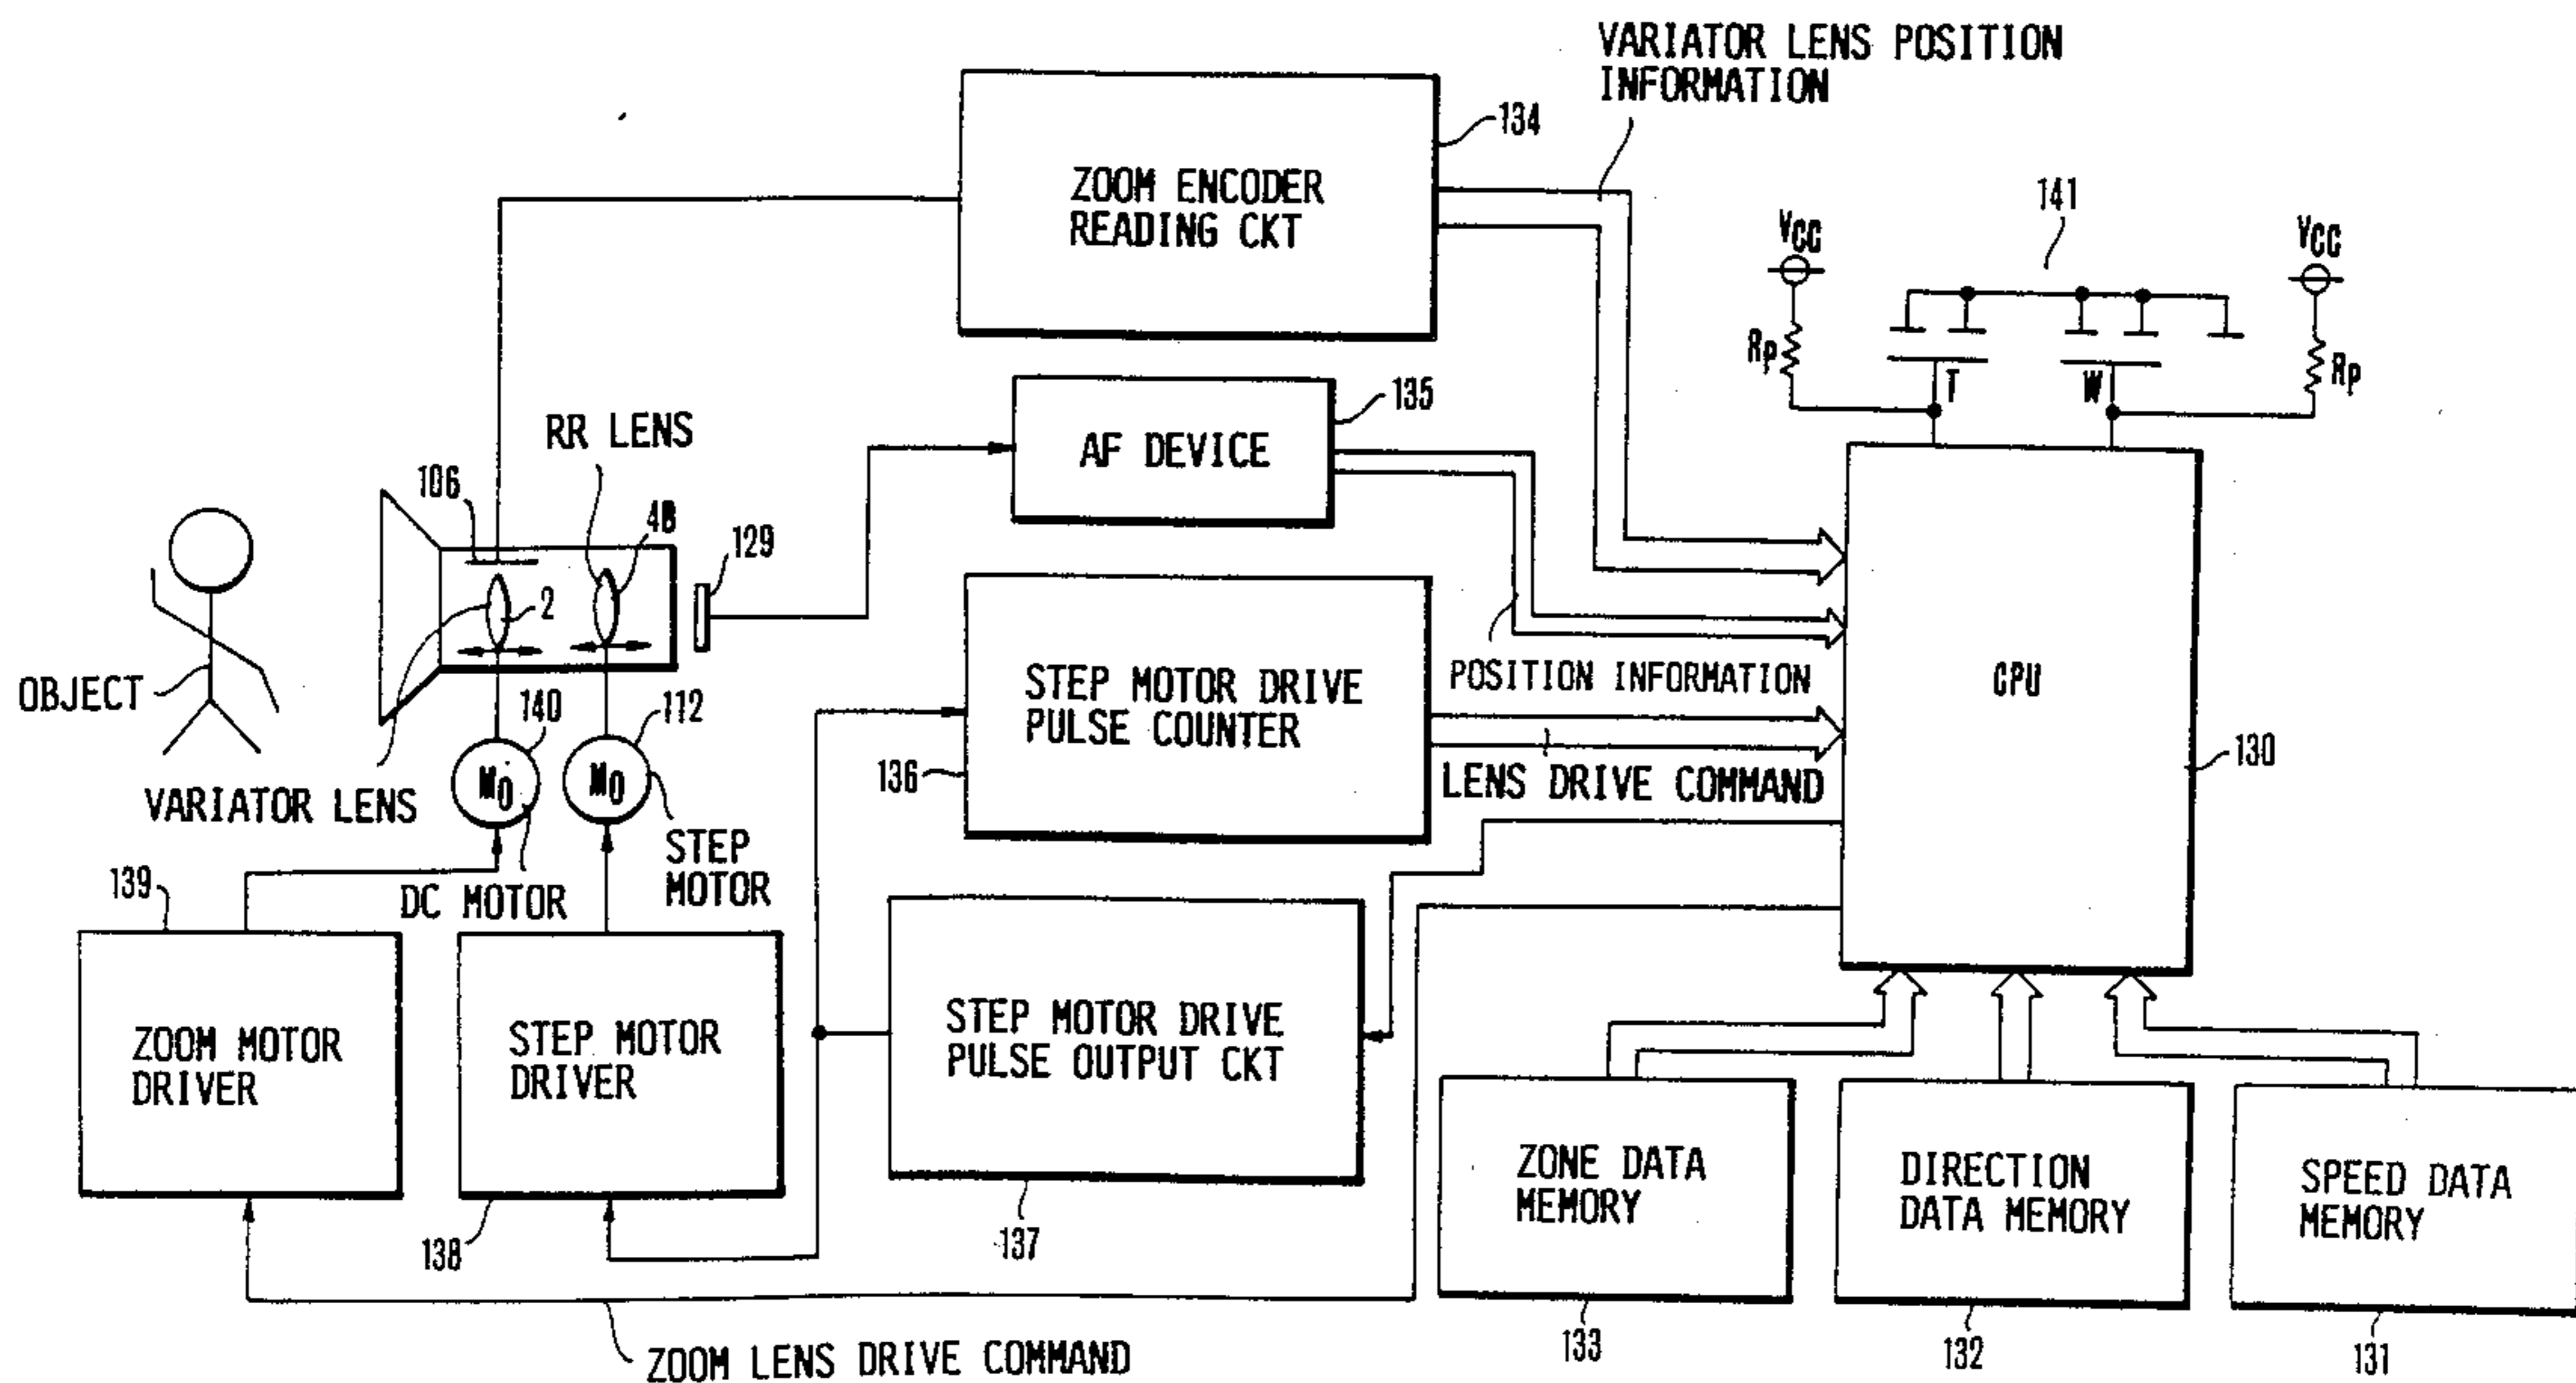 VARIATOR LENS POSITION
INFORMATION
134
ZOOM ENCODER
READING CKT
141
VCC
VCC
RP
RP
T
W
135
AF DEVICE
RR LENS
106
4B
129
2
OBJECT
140
112
VARIATOR LENS
MO
MO
STEP
MOTOR
DC MOTOR
STEP MOTOR DRIVE
PULSE COUNTER
136
POSITION INFORMATION
LENS DRIVE COMMAND
CPU
130
139
ZOOM MOTOR
DRIVER
STEP MOTOR
DRIVER
138
STEP MOTOR DRIVE
PULSE OUTPUT CKT
137
ZONE DATA
MEMORY
133
DIRECTION
DATA MEMORY
132
SPEED DATA
MEMORY
131
ZOOM LENS DRIVE COMMAND